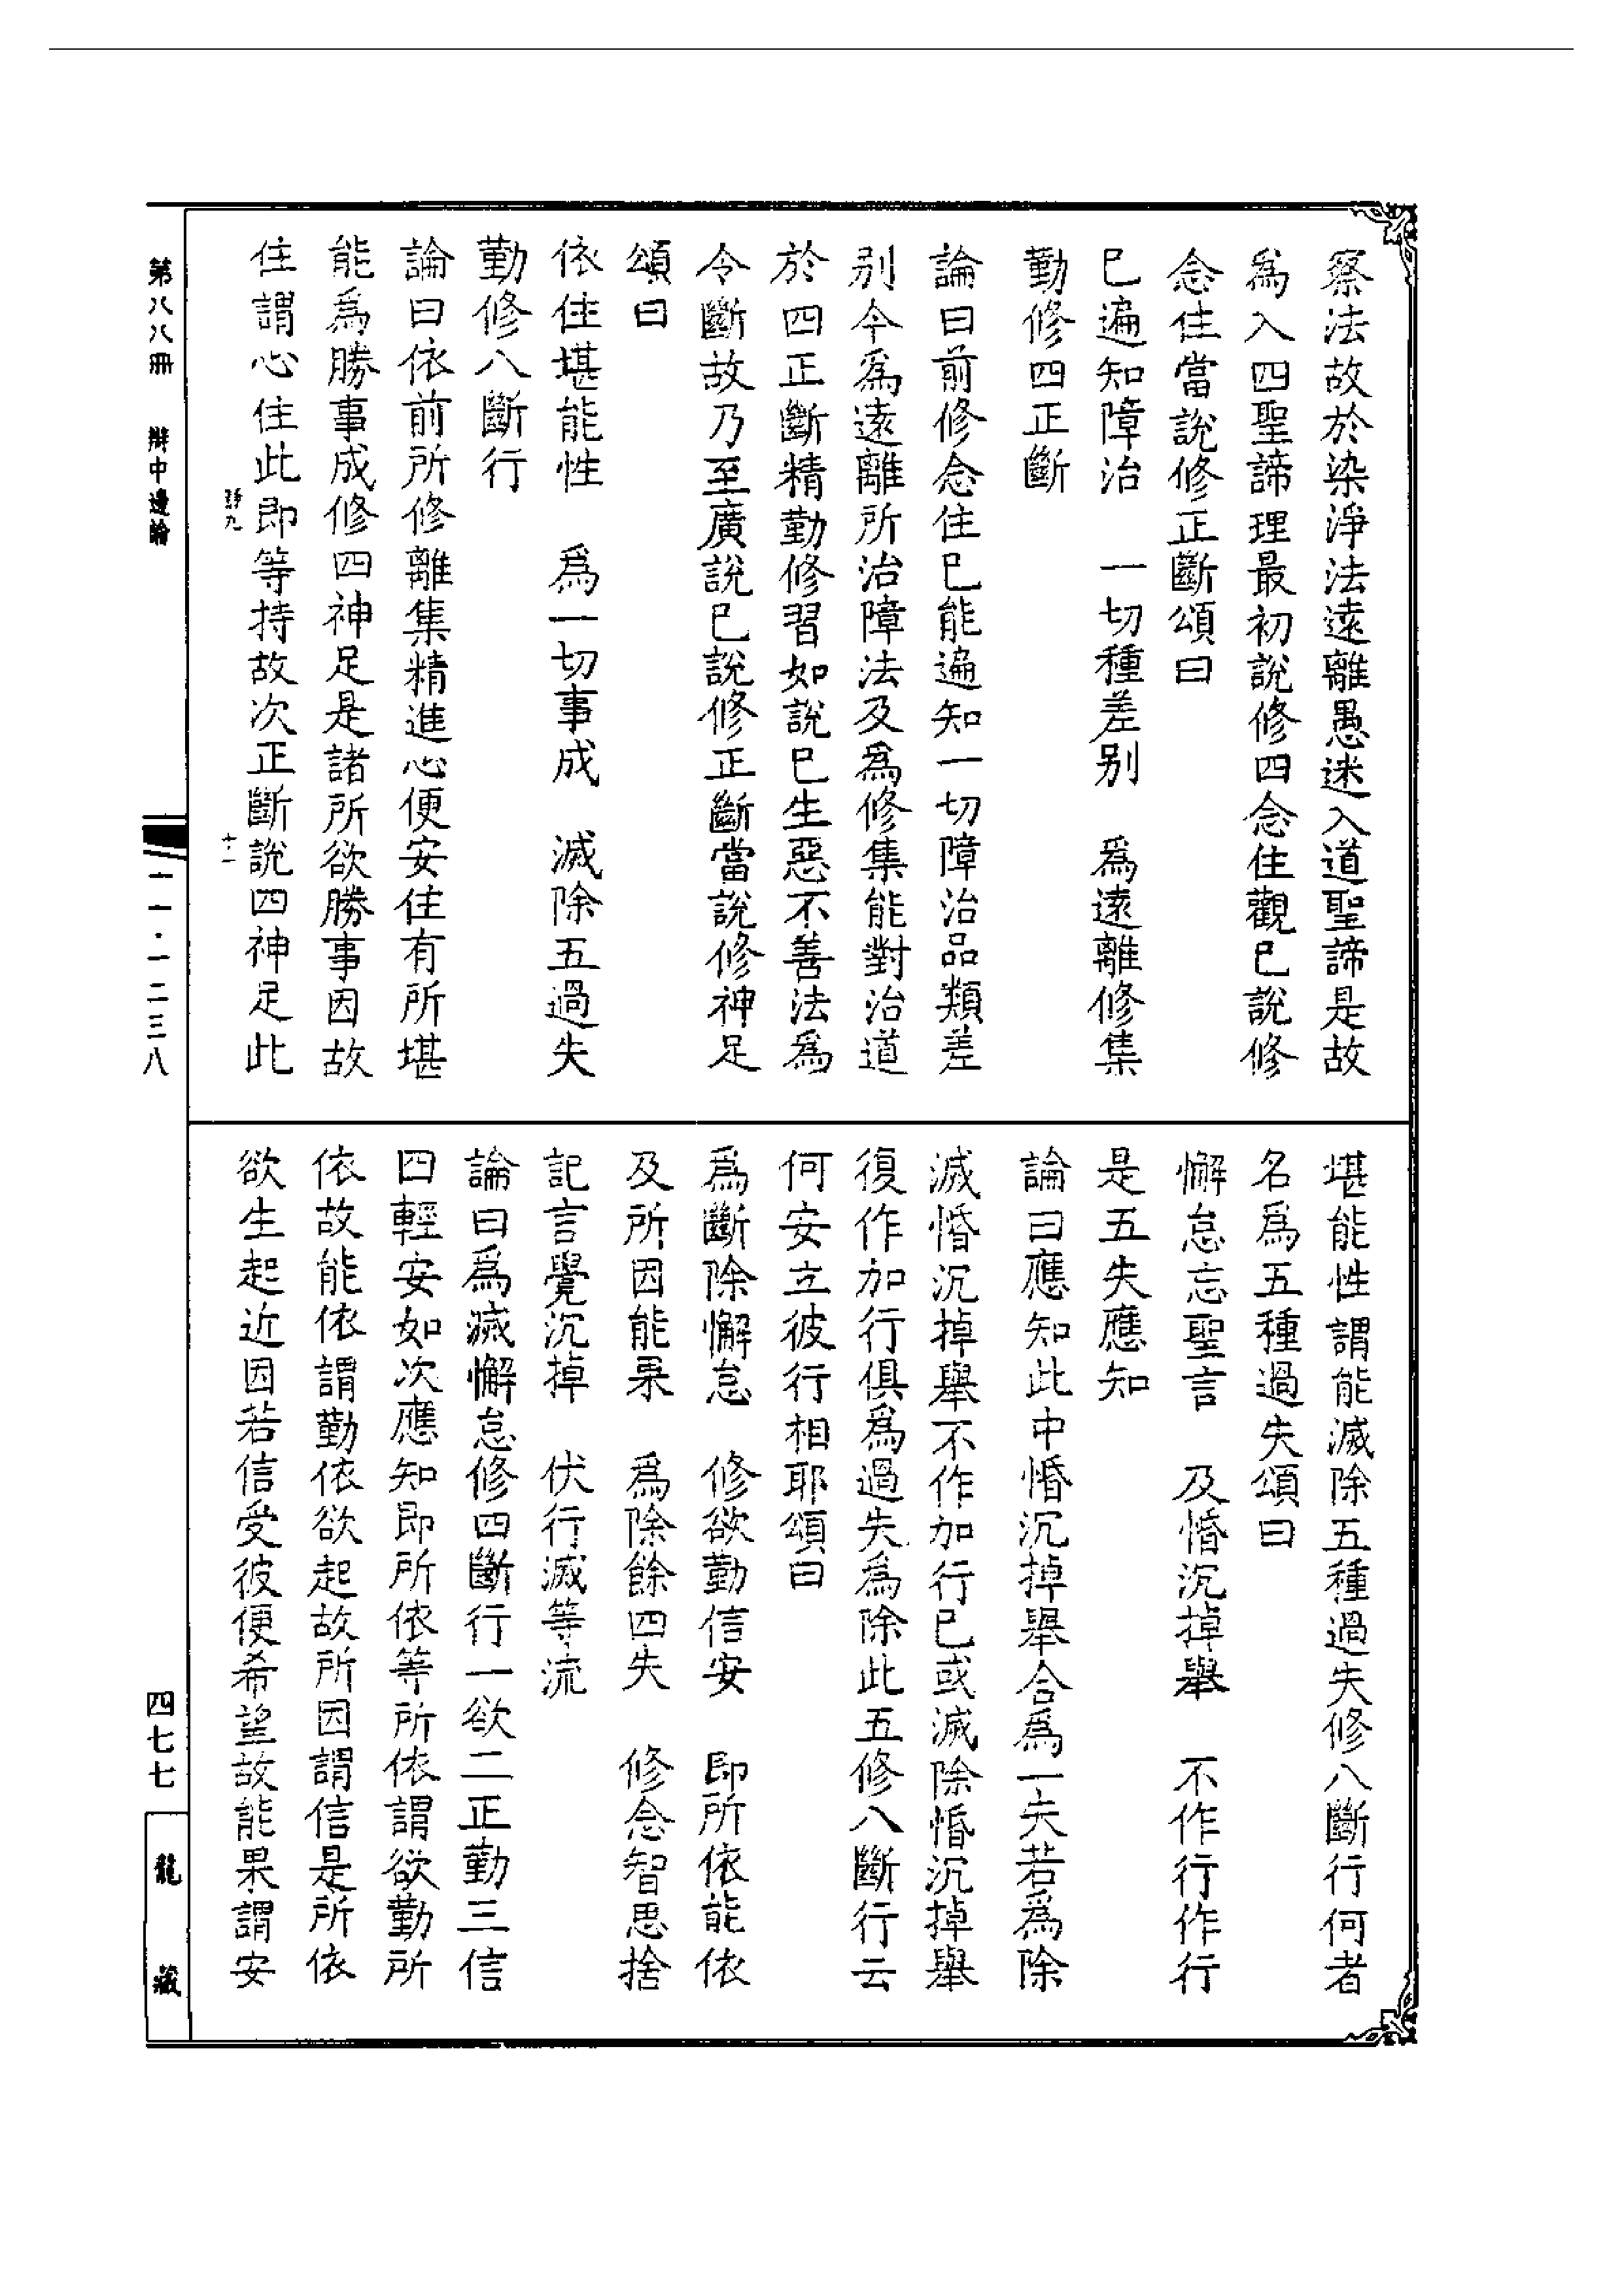 察法故於染淨法遠離愚迷入道聖諦是故
爲入四聖諦理最初說修四念住觀已說修
念住當說修正斷頌曰
已遍知障治　一切種差別　爲遠離修集
勤修四正斷
論曰前修念住已能遍知一切障治品類差
別今爲遠離所治障法及爲修集能對治道
於四正斷精勤修習如說已生惡不善法爲
令斷故乃至廣說已說修正斷當說修神足
頌曰
依住堪能性　爲一切事成　滅除五過失
勤修八斷行
論曰依前所修離集精進心便安住有所堪
能爲勝事成修四神足是諸所欲勝事因故
住謂心住此即等持故次正斷說四神足此
堪能性謂能滅除五種過失修八斷行何者
名爲五種過失頌曰
懈怠忘聖言　及惛沉掉舉　不作行作行
是五失應知
論曰應知此中惛沉掉舉合爲一失若爲除
滅惛沉掉舉不作加行已或滅除惛沉掉舉
復作加行俱爲過失爲除此五修八斷行云
何安立彼行相耶頌曰
爲斷除懈怠　修欲勤信安　即所依能依
及所因能果　爲除餘四失　修念智思捨
記言覺沉掉　伏行滅等流
論曰爲滅懈怠修四斷行一欲二正勤三信
四輕安如次應知即所依等所依謂欲勤所
依故能依謂勤依欲起故所因謂信是所依
欲生起近因若信受彼便希望故能果謂安
第八八冊　辯中邊論
靜九　十一
一一·一二三八
四七七
龍藏